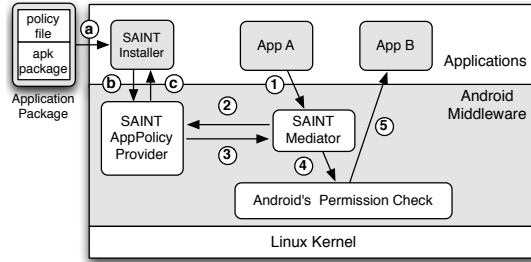 policy
file
apk
package
Application
Package
a
SAINT
Installer
App A
App B
Applications
b
c
1
Android
Middleware
SAINT
AppPolicy
Provider
2
3
SAINT
Mediator
4
5
Android's Permission Check
Linux Kernel